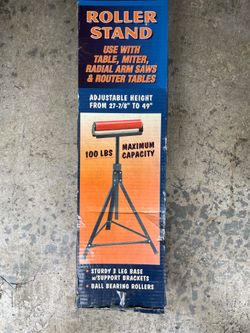 ROLLER
STAND
USE WITH
TABLE, MITER,
RADIAL ARM SAWS
& ROUTER TABLES
ADJUSTABLE HEIGHT
FROM 27-7/8" TO 49"
100 LBS MAXIMUM
CAPACITY
• STURDY 3 LEG BASE
w/SUPPORT BRACKETS
• BALL BEARING ROLLERS